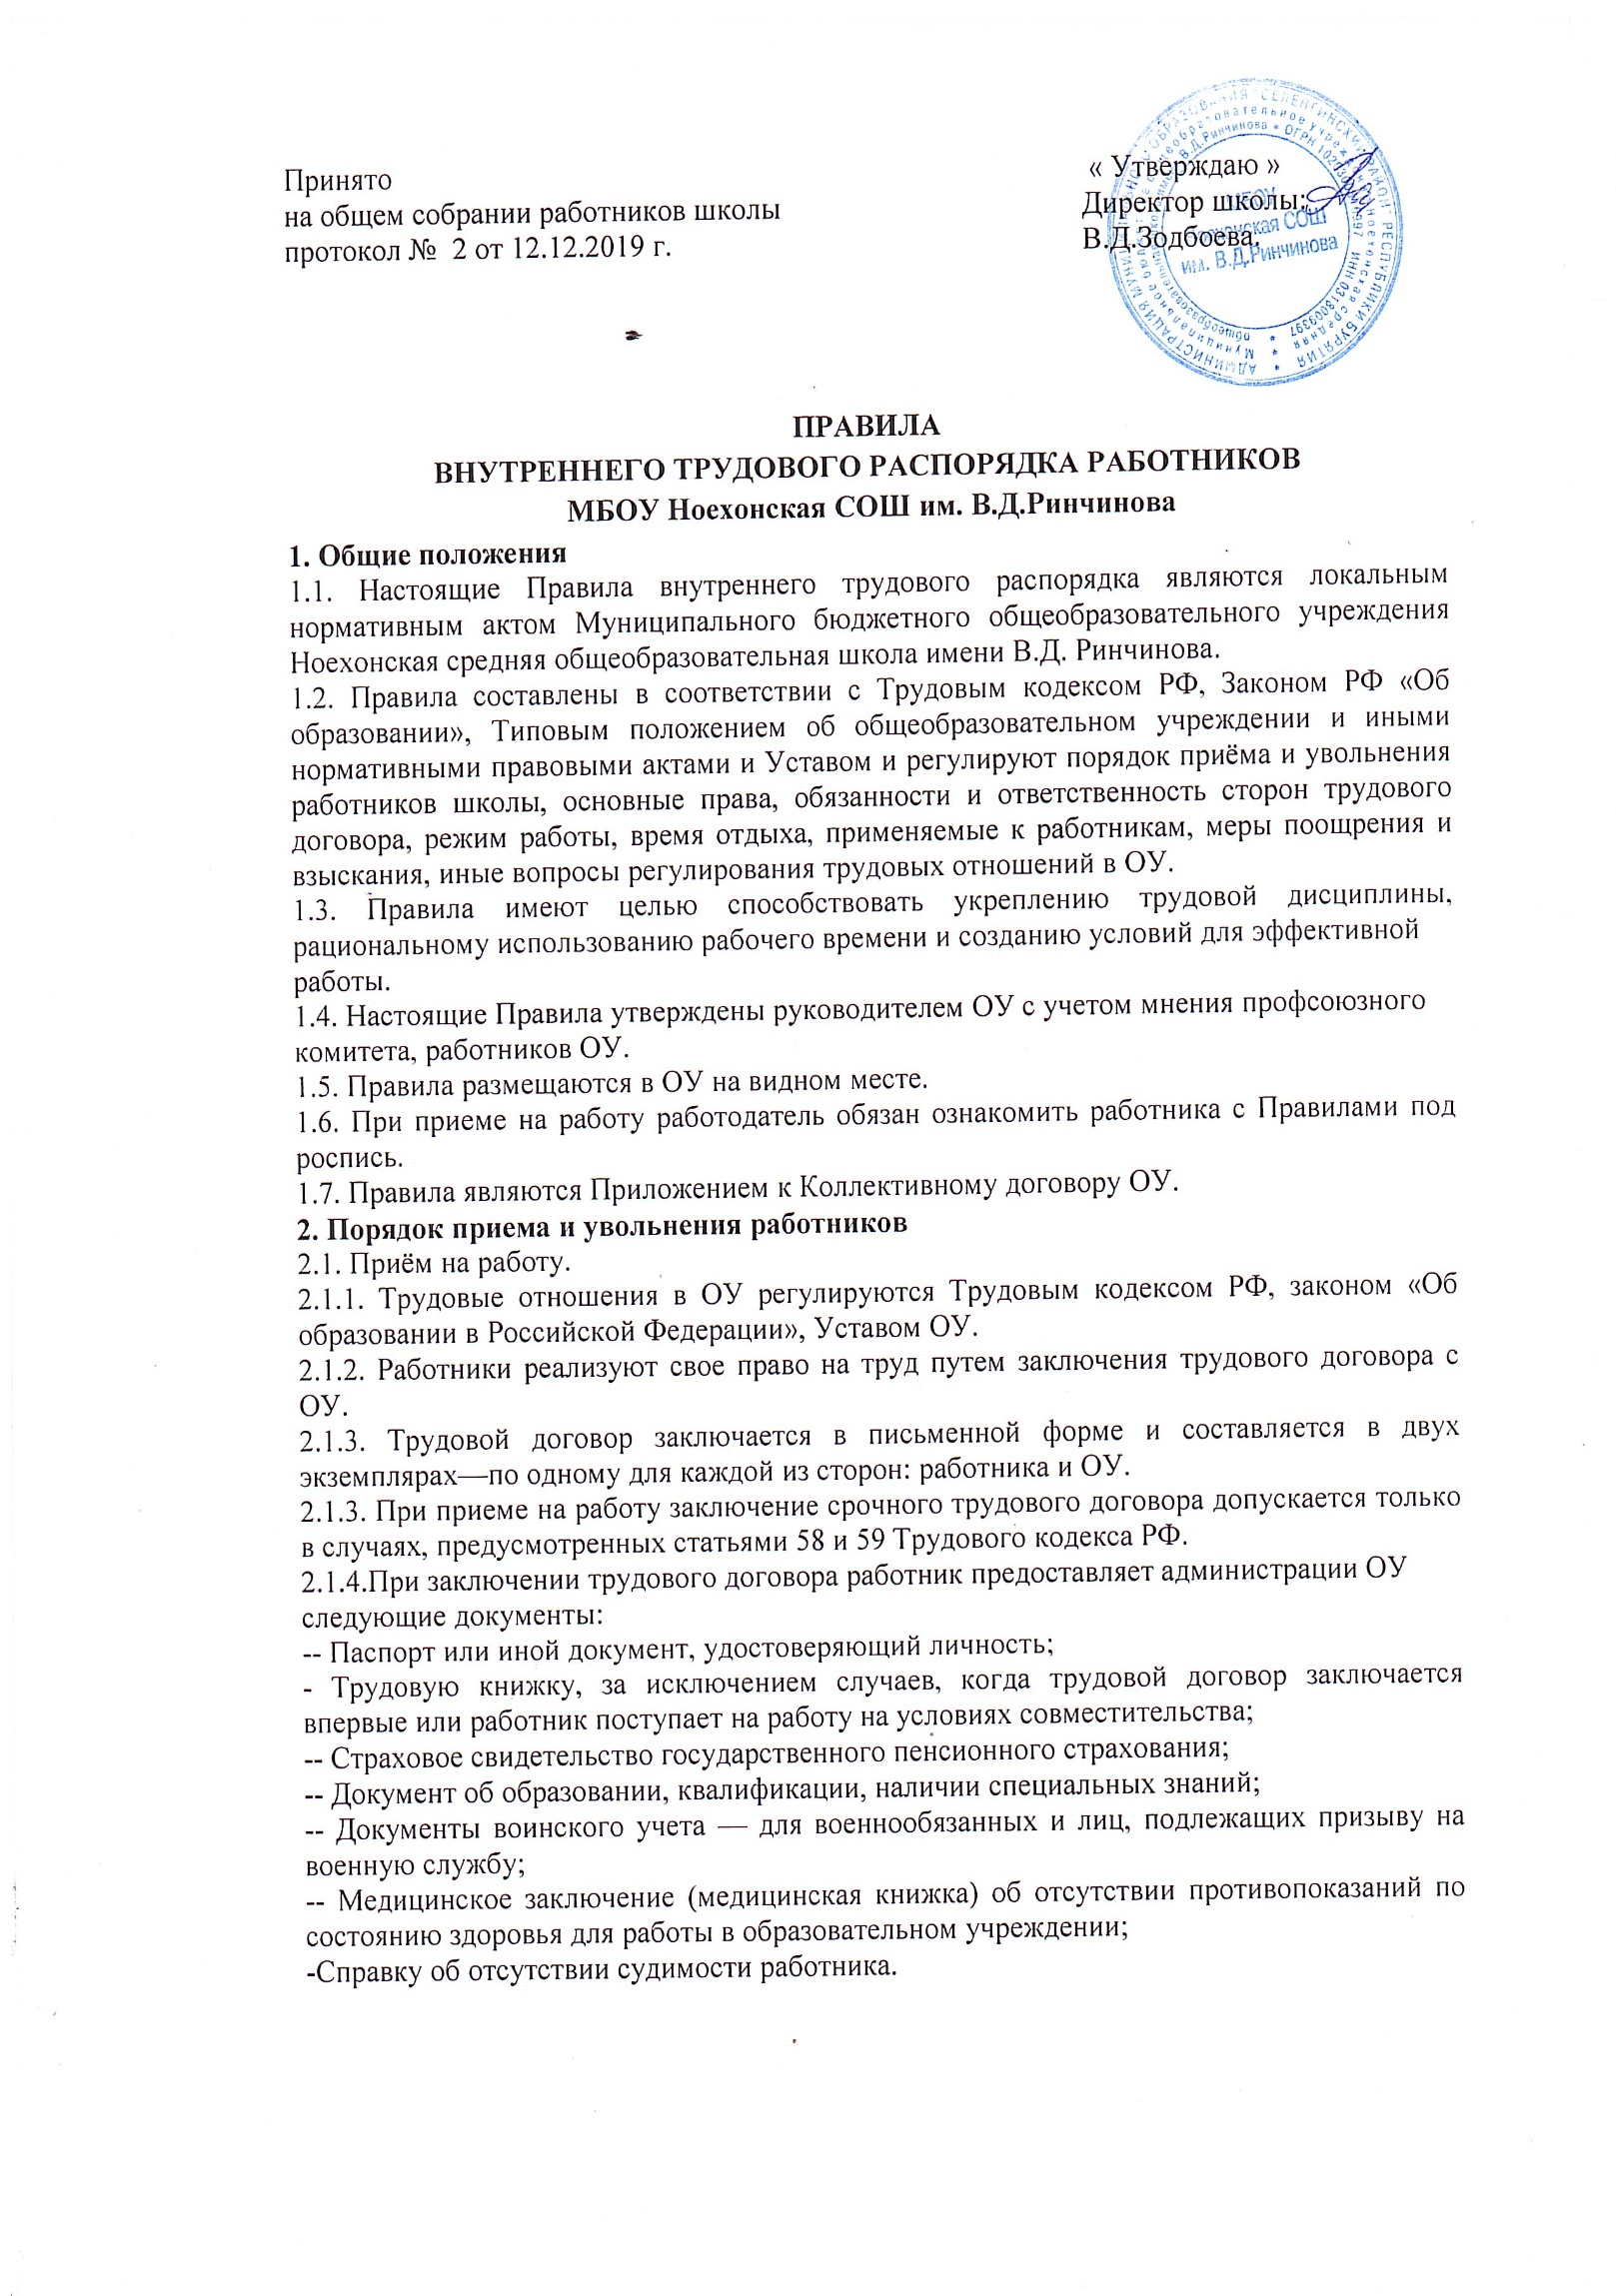 Принято
на общем собрании работников школы
протокол № 2 от 12.12.2019 г.
« Утверждаю »
Директор школы:
В.Д.Зодбоева.
СОШ
им. В.Д.Ринчинова
ПРАВИЛА
ВНУТРЕННЕГО ТРУДОВОГО РАСПОРЯДКА РАБОТНИКОВ
МБОУ Ноехонская СОШ им. В.Д.Ринчинова
1. Общие положения
1.1. Настоящие Правила внутреннего трудового распорядка являются локальным
нормативным актом Муниципального бюджетного общеобразовательного учреждения
Ноехонская средняя общеобразовательная школа имени В.Д. Ринчинова.
1.2. Правила составлены в соответствии с Трудовым кодексом РФ, Законом РФ «Об
образовании», Типовым положением об общеобразовательном учреждении и иными
нормативными правовыми актами и Уставом и регулируют порядок приёма и увольнения
работников школы, основные права, обязанности и ответственность сторон трудового
договора, режим работы, время отдыха, применяемые к работникам, меры поощрения и
взыскания, иные вопросы регулирования трудовых отношений в ОУ.
1.3. Правила имеют целью способствовать укреплению трудовой дисциплины,
рациональному использованию рабочего времени и созданию условий для эффективной
работы.
1.4. Настоящие Правила утверждены руководителем ОУ с учетом мнения профсоюзного
комитета, работников ОУ.
1.5. Правила размещаются в ОУ на видном месте.
1.6. При приеме на работу работодатель обязан ознакомить работника с Правилами под
роспись.
1.7. Правила являются Приложением к Коллективному договору ОУ.
2. Порядок приема и увольнения работников
2.1. Приём на работу.
2.1.1. Трудовые отношения в ОУ регулируются Трудовым кодексом РФ, законом «Об
образовании в Российской Федерации», Уставом ОУ.
2.1.2. Работники реализуют свое право на труд путем заключения трудового договора с
ОУ.
2.1.3. Трудовой договор заключается в письменной форме и составляется в двух
экземплярах—по одному для каждой из сторон: работника и ОУ.
2.1.3. При приеме на работу заключение срочного трудового договора допускается только
в случаях, предусмотренных статьями 58 и 59 Трудового кодекса РФ.
2.1.4.При заключении трудового договора работник предоставляет администрации ОУ
следующие документы:
-- Паспорт или иной документ, удостоверяющий личность;
- Трудовую книжку, за исключением случаев, когда трудовой договор заключается
впервые или работник поступает на работу на условиях совместительства;
-- Страховое свидетельство государственного пенсионного страхования;
-- Документ об образовании, квалификации, наличии специальных знаний;
-- Документы воинского учета — для военнообязанных и лиц, подлежащих призыву на
военную службу;
-- Медицинское заключение (медицинская книжка) об отсутствии противопоказаний по
состоянию здоровья для работы в образовательном учреждении;
-Справку об отсутствии судимости работника.